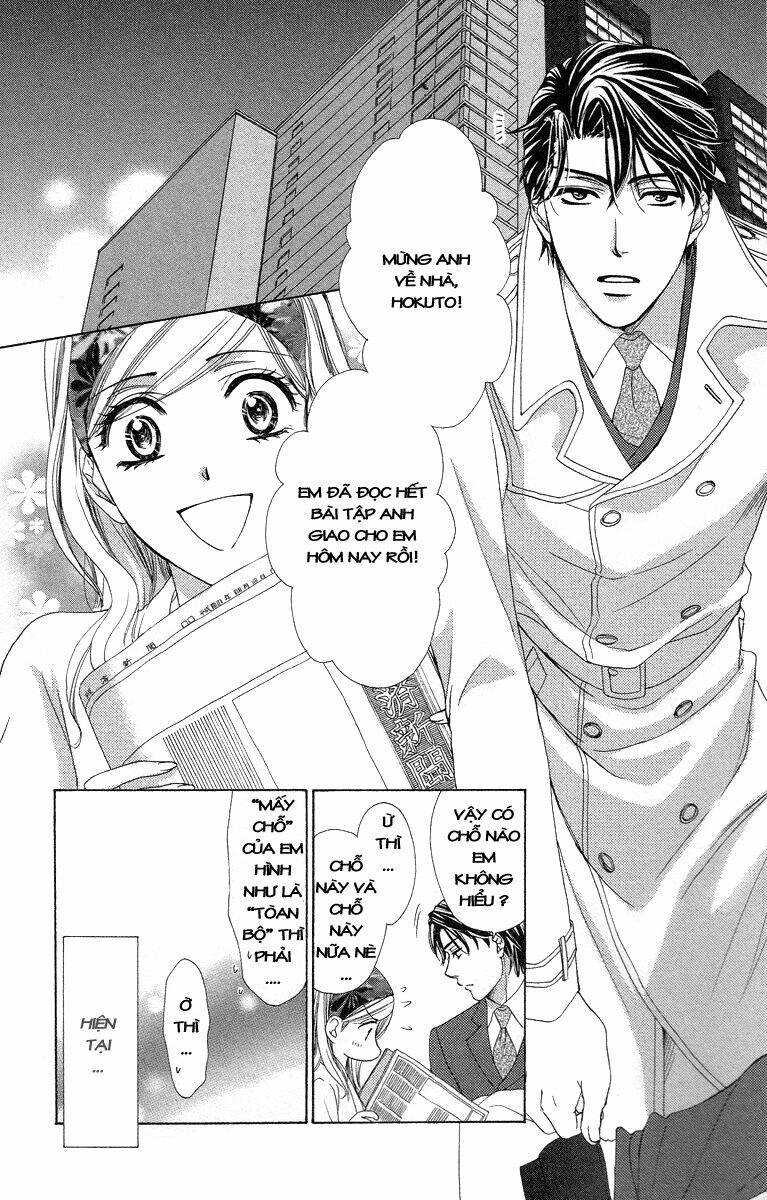 MỪNG ANH
VỀ NHÀ,
HOKUTO!
EM ĐÃ ĐỌC HẾT
BÀI TẬP ANH
GIAO CHO EM
HÔM NAY RỒI!
VẬY CÓ
CHỖ NÀO
EM
KHÔNG
HIỂU ?
Ừ
THÌ
...
CHỖ
NÀY VÀ
CHỖ
NÀY
NỮA NÈ
...
“MẤY
CHỖ”
CỦA EM
HÌNH
NHƯ LÀ
“TÒAN
BỘ” THÌ
PHẢI
....
Ờ
THÌ
...
HIỆN
TẠI
...